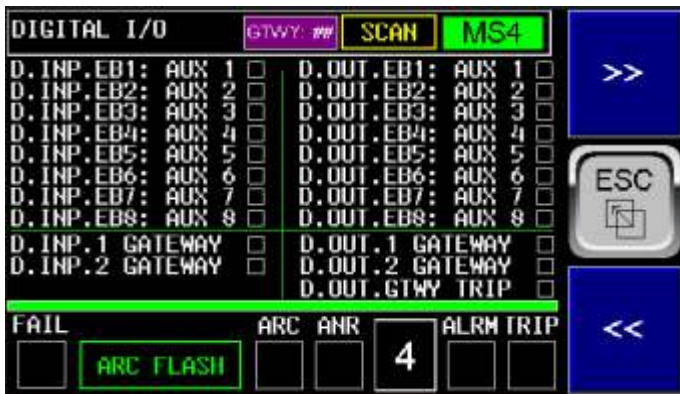 DIGITAL I/O GTWY: ## SCAN MS4
>>
D.INP.EB1: AUX 1 D.OUT.EB1: AUX 1
D.INP.EB2: AUX 2 D.OUT.EB2: AUX 2
D.INP.EB3: AUX 3 D.OUT.EB3: AUX 3
D.INP.EB4: AUX 4 D.OUT.EB4: AUX 4
D.INP.EB5: AUX 5 D.OUT.EB5: AUX 5
D.INP.EB6: AUX 6 D.OUT.EB6: AUX 6
D.INP.EB7: AUX 7 D.OUT.EB7: AUX 7
D.INP.EB8: AUX 8 D.OUT.EB8: AUX 8
ESC
D.INP.1 GATEWAY D.OUT.1 GATEWAY
D.INP.2 GATEWAY D.OUT.2 GATEWAY
D.OUT.GTWY TRIP
FAIL ARC ANR ALRM TRIP
<<
ARC FLASH 4